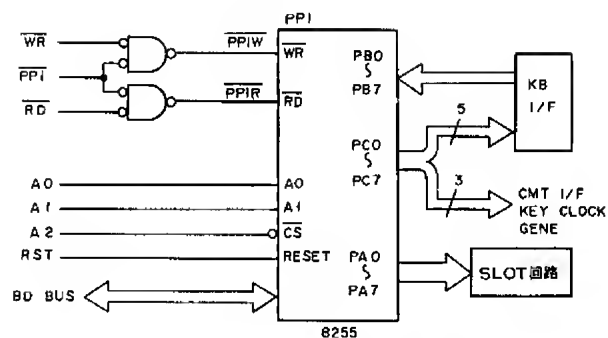 PPI
WR
PPI
RD
PPIW
PPIR
WR
RD
A0
A1
A2
RST
BD BUS
A0
A1
CS
RESET
PB0
PB7
PC0
PC7
PA0
PA7
8255
KB
I/F
5
3
CMT I/F
KEY CLOCK
GENE
SLOT回路